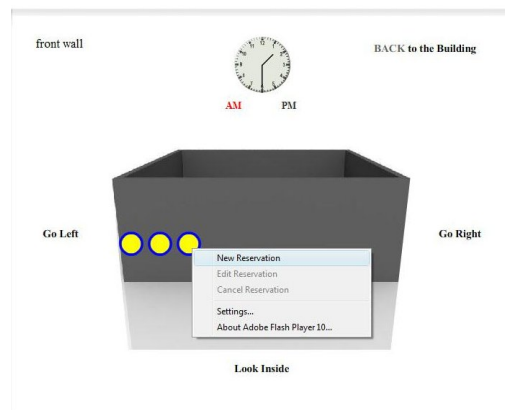 front wall
BACK to the Building
AM PM
Go Left
Go Right
New Reservation
Edit Reservation
Cancel Reservation
Settings...
About Adobe Flash Player 10...
Look Inside